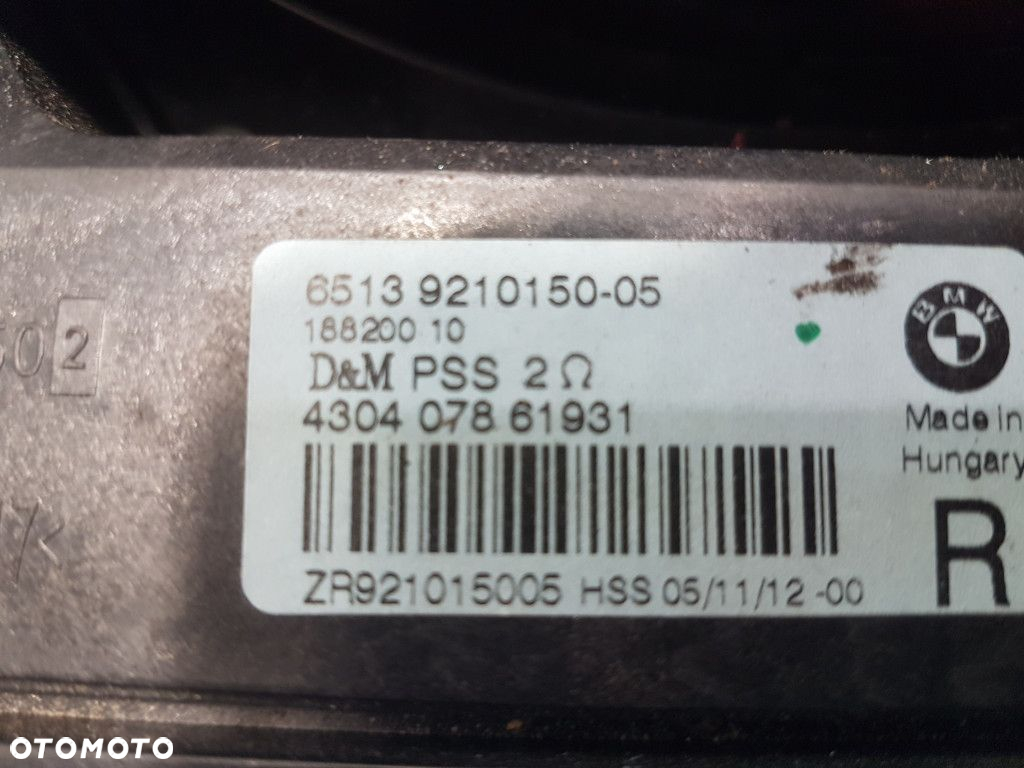 6513 9210150-05
188200 10
D&M PSS 2Ω
4304 078 61931
ZR921015005 HSS 05/11/12 -00
BMW
Made in
Hungary
R
2
OTOMOTO